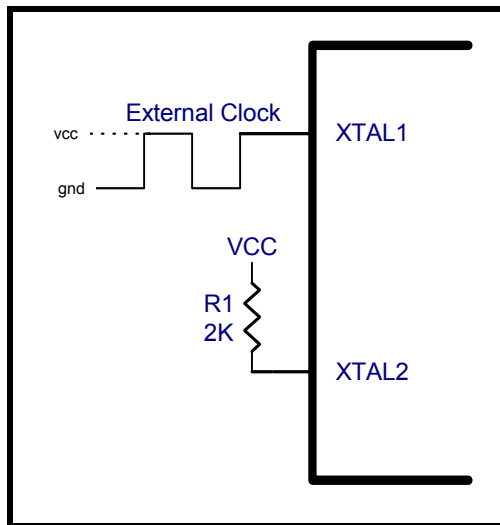 External Clock
vcc
XTAL1
gnd
VCC
R1
2K
XTAL2